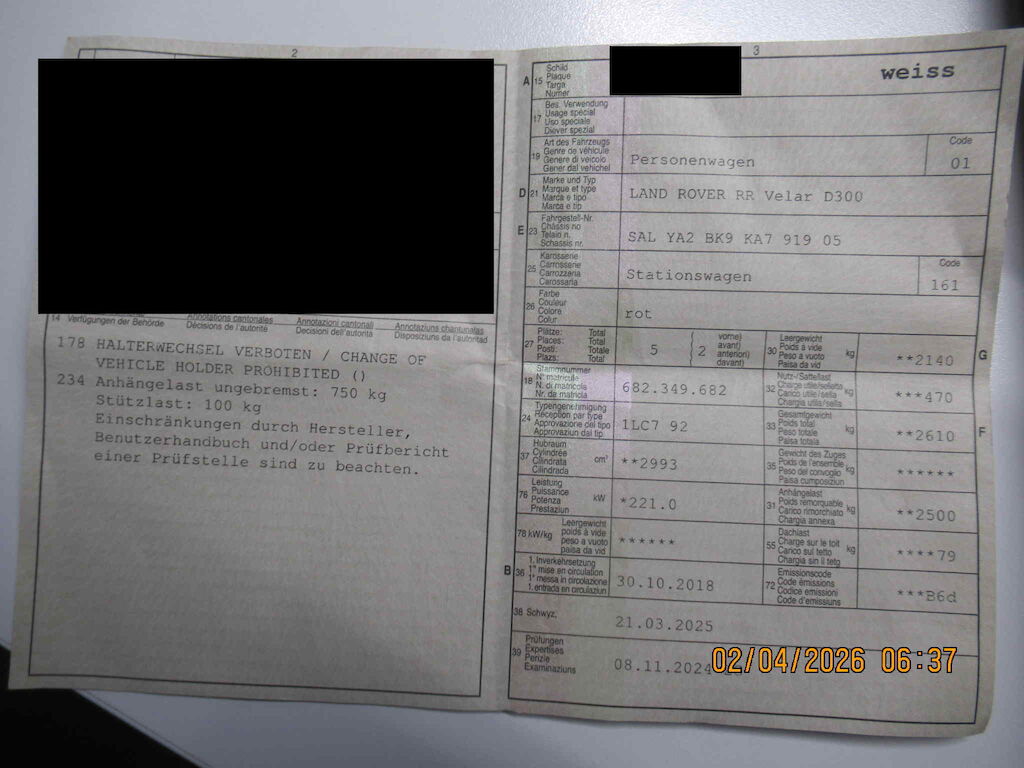 2
14 Verfügungen der Behörde
Annotations cantonales
Décisions de l'autorité
Annotazioni cantonali
Decisioni dell'autorità
Annotaziuns chantunalas
Disposiziuns da l'autoritad
178 HALTERWECHSEL VERBOTEN / CHANGE OF
VEHICLE HOLDER PROHIBITED ()
234 Anhängelast ungebremst: 750 kg
Stützlast: 100 kg
Einschränkungen durch Hersteller,
Benutzerhandbuch und/oder Prüfbericht
einer Prüfstelle sind zu beachten.
3
A 15 Schild
Plaque
Targa
Numer
weiss
17 Bes. Verwendung
Usage spécial
Uso speciale
Diever spezial
19 Art des Fahrzeugs
Genre de véhicule
Genere di veicolo
Gener dal vehichel
Personenwagen
Code
01
D 21 Marke und Typ
Marque et type
Marca e tipo
Marca e tip
LAND ROVER RR Velar D300
E 23 Fahrgestell-Nr.
Châssis no
Telaio n.
Schassis nr.
SAL YA2 BK9 KA7 919 05
25 Karosserie
Carrosserie
Carrozzeria
Carossaria
Stationswagen
Code
161
26 Farbe
Couleur
Colore
Colur
rot
27 Plätze: Total
Places: Total
Posti: Totale
Plazs: Total
5
( 2 vorne)
avant)
anteriori)
davant)
30 Leergewicht
Poids à vide
Peso a vuoto
Paisa da vid
kg
**2140
G
18 Stammnummer
N° matricule
N. di matricola
Nr. da matricla
682.349.682
32 Nutz-/Sattellast
Charge utile/sellette
Carico utile/sella
Chargia utila/sella
kg
***470
24 Typengenehmigung
Réception par type
Approvazione del tipo
Approvaziun dal tip
1LC7 92
33 Gesamtgewicht
Poids total
Peso totale
Paisa totala
kg
**2610
F
37 Hubraum
Cylindrée
Cilindrata
Cilindrada
cm³
**2993
35 Gewicht des Zuges
Poids de l'ensemble
Peso del convoglio
Paisa cumposiziun
kg
******
76 Leistung
Puissance
Potenza
Prestaziun
kW
*221.0
31 Anhängelast
Poids remorquable
Carico rimorchiato
Chargia annexa
kg
**2500
78 kW/kg
Leergewicht
poids à vide
peso a vuoto
paisa da vid
******
55 Dachlast
Charge sur le toit
Carico sul tetto
Chargia sin il tetg
kg
****79
B 36 1. Inverkehrsetzung
1re mise en circulation
1a messa in circolazione
1. entrada en circulaziun
30.10.2018
72 Emissionscode
Code émissions
Codice emissioni
Code d'emissiuns
***B6d
38 Schwyz,
21.03.2025
39 Prüfungen
Expertises
Perizie
Examinaziuns
08.11.2024
02/04/2026 06:37